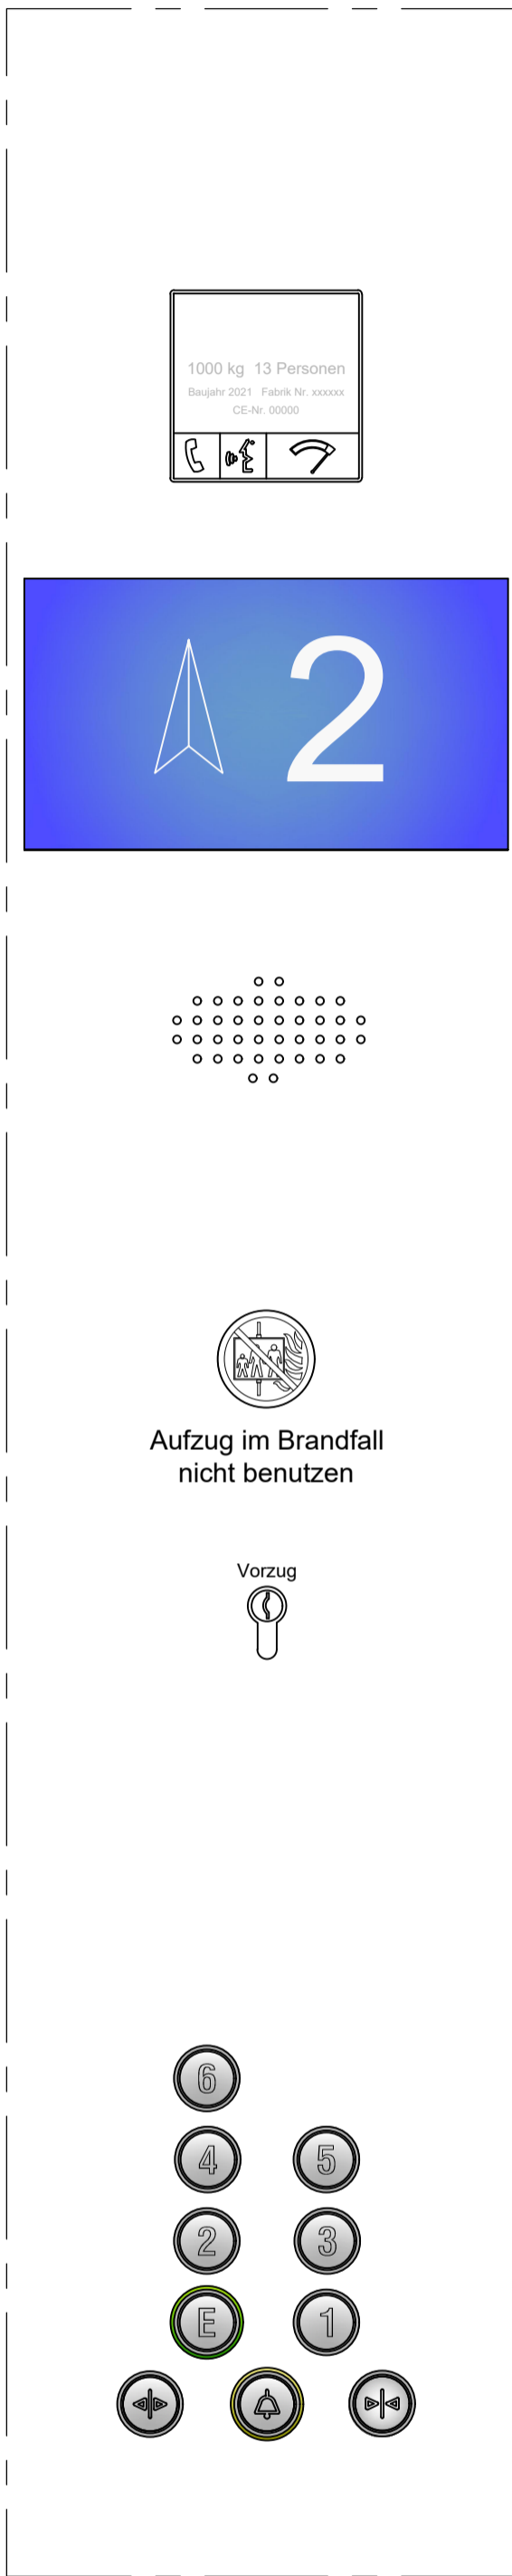 1000 kg 13 Personen
Baujahr 2021 Fabrik Nr. xxxxxx
CE-Nr. 00000
2
Aufzug im Brandfall
nicht benutzen
Vorzug
6
4 5
2 3
E 1